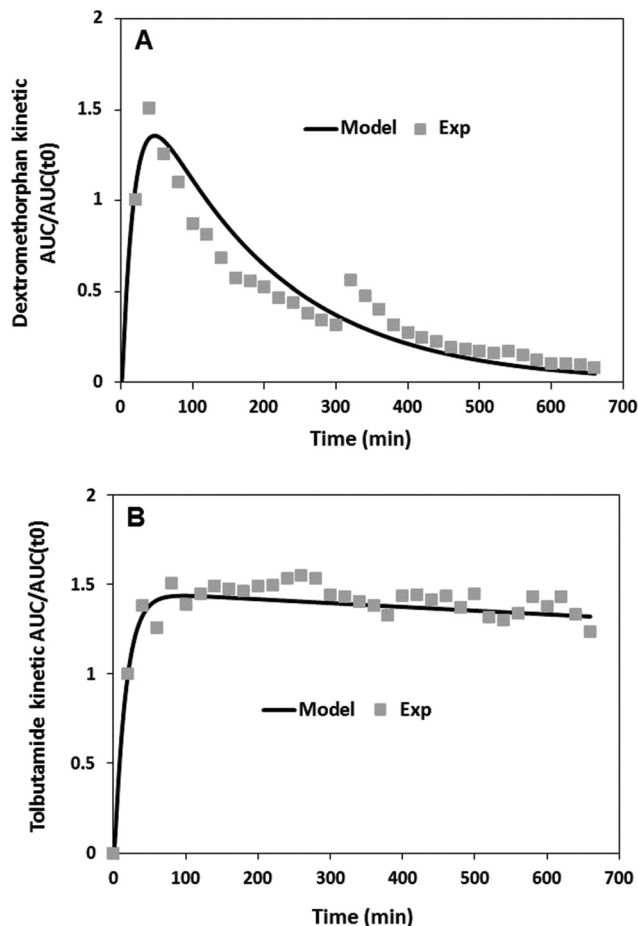 A
2
1.5
1
0.5
0
Dextromethorphan kinetic
AUC/AUC(t0)
Model Exp
0 100 200 300 400 500 600 700
Time (min)
B
2
1.5
1
0.5
0
Tolbutamide kinetic AUC/AUC(t0)
Model Exp
0 100 200 300 400 500 600 700
Time (min)